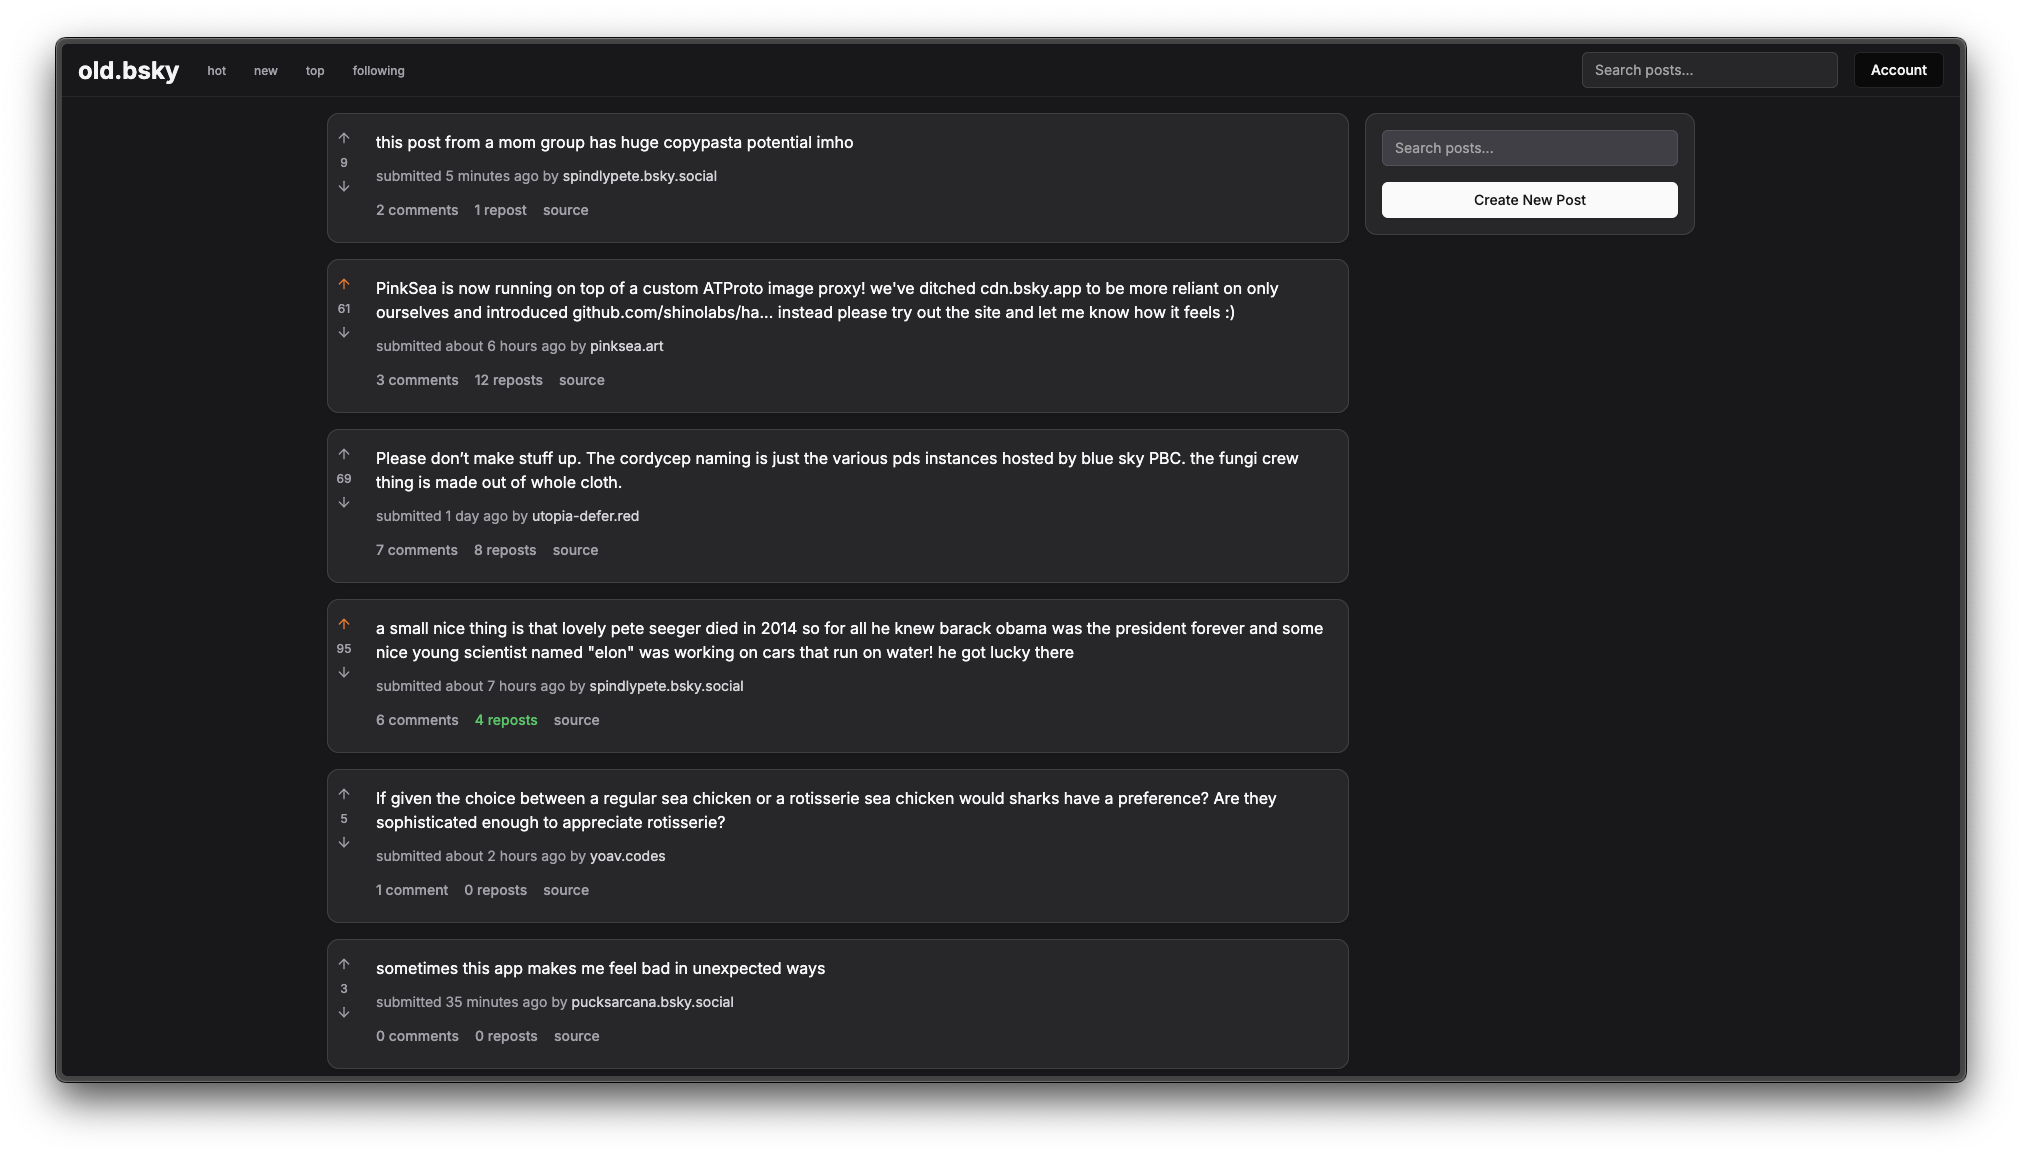 old.bsky hot new top following Search posts... Account
this post from a mom group has huge copypasta potential imho
9
submitted 5 minutes ago by spindlypete.bsky.social
2 comments 1 repost source
Search posts...
Create New Post
PinkSea is now running on top of a custom ATProto image proxy! we've ditched cdn.bsky.app to be more reliant on only
61
ourselves and introduced github.com/shinolabs/ha... instead please try out the site and let me know how it feels :)
submitted about 6 hours ago by pinksea.art
3 comments 12 reposts source
Please don’t make stuff up. The cordycep naming is just the various pds instances hosted by blue sky PBC. the fungi crew
69
thing is made out of whole cloth.
submitted 1 day ago by utopia-defer.red
7 comments 8 reposts source
a small nice thing is that lovely pete seeger died in 2014 so for all he knew barack obama was the president forever and some
95
nice young scientist named "elon" was working on cars that run on water! he got lucky there
submitted about 7 hours ago by spindlypete.bsky.social
6 comments 4 reposts source
If given the choice between a regular sea chicken or a rotisserie sea chicken would sharks have a preference? Are they
5
sophisticated enough to appreciate rotisserie?
submitted about 2 hours ago by yoav.codes
1 comment 0 reposts source
sometimes this app makes me feel bad in unexpected ways
3
submitted 35 minutes ago by pucksarcana.bsky.social
0 comments 0 reposts source